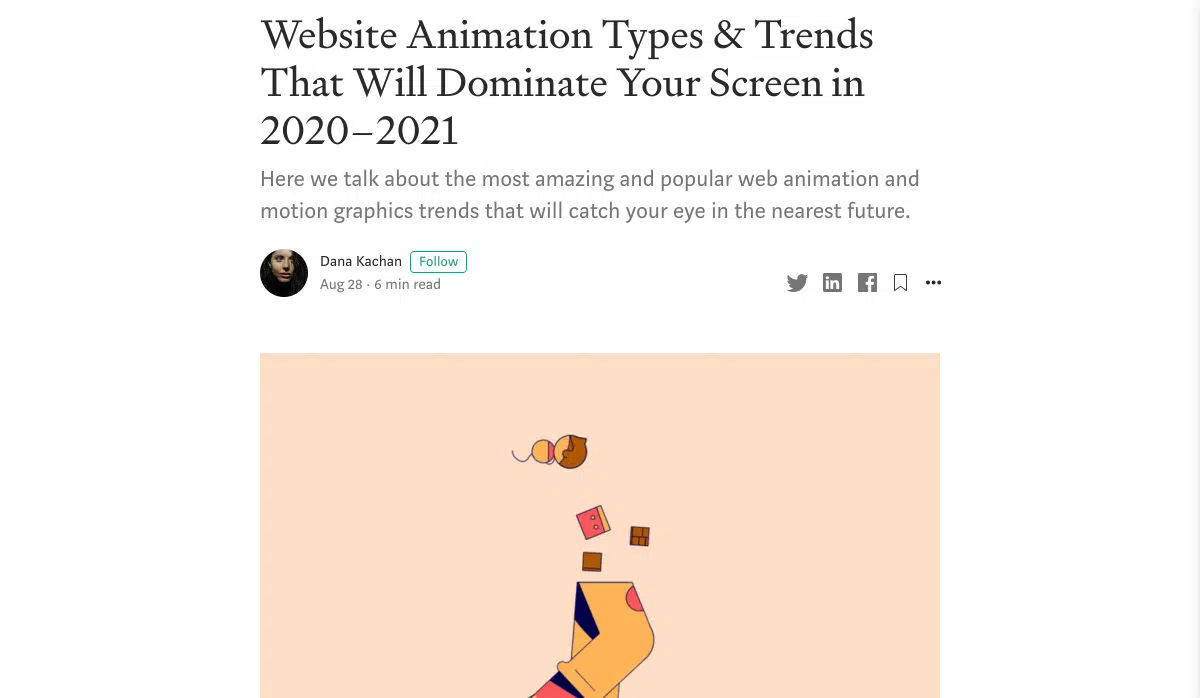 Website Animation Types & Trends
That Will Dominate Your Screen in
2020–2021
Here we talk about the most amazing and popular web animation and
motion graphics trends that will catch your eye in the nearest future.
Dana Kachan Follow
Aug 28 · 6 min read